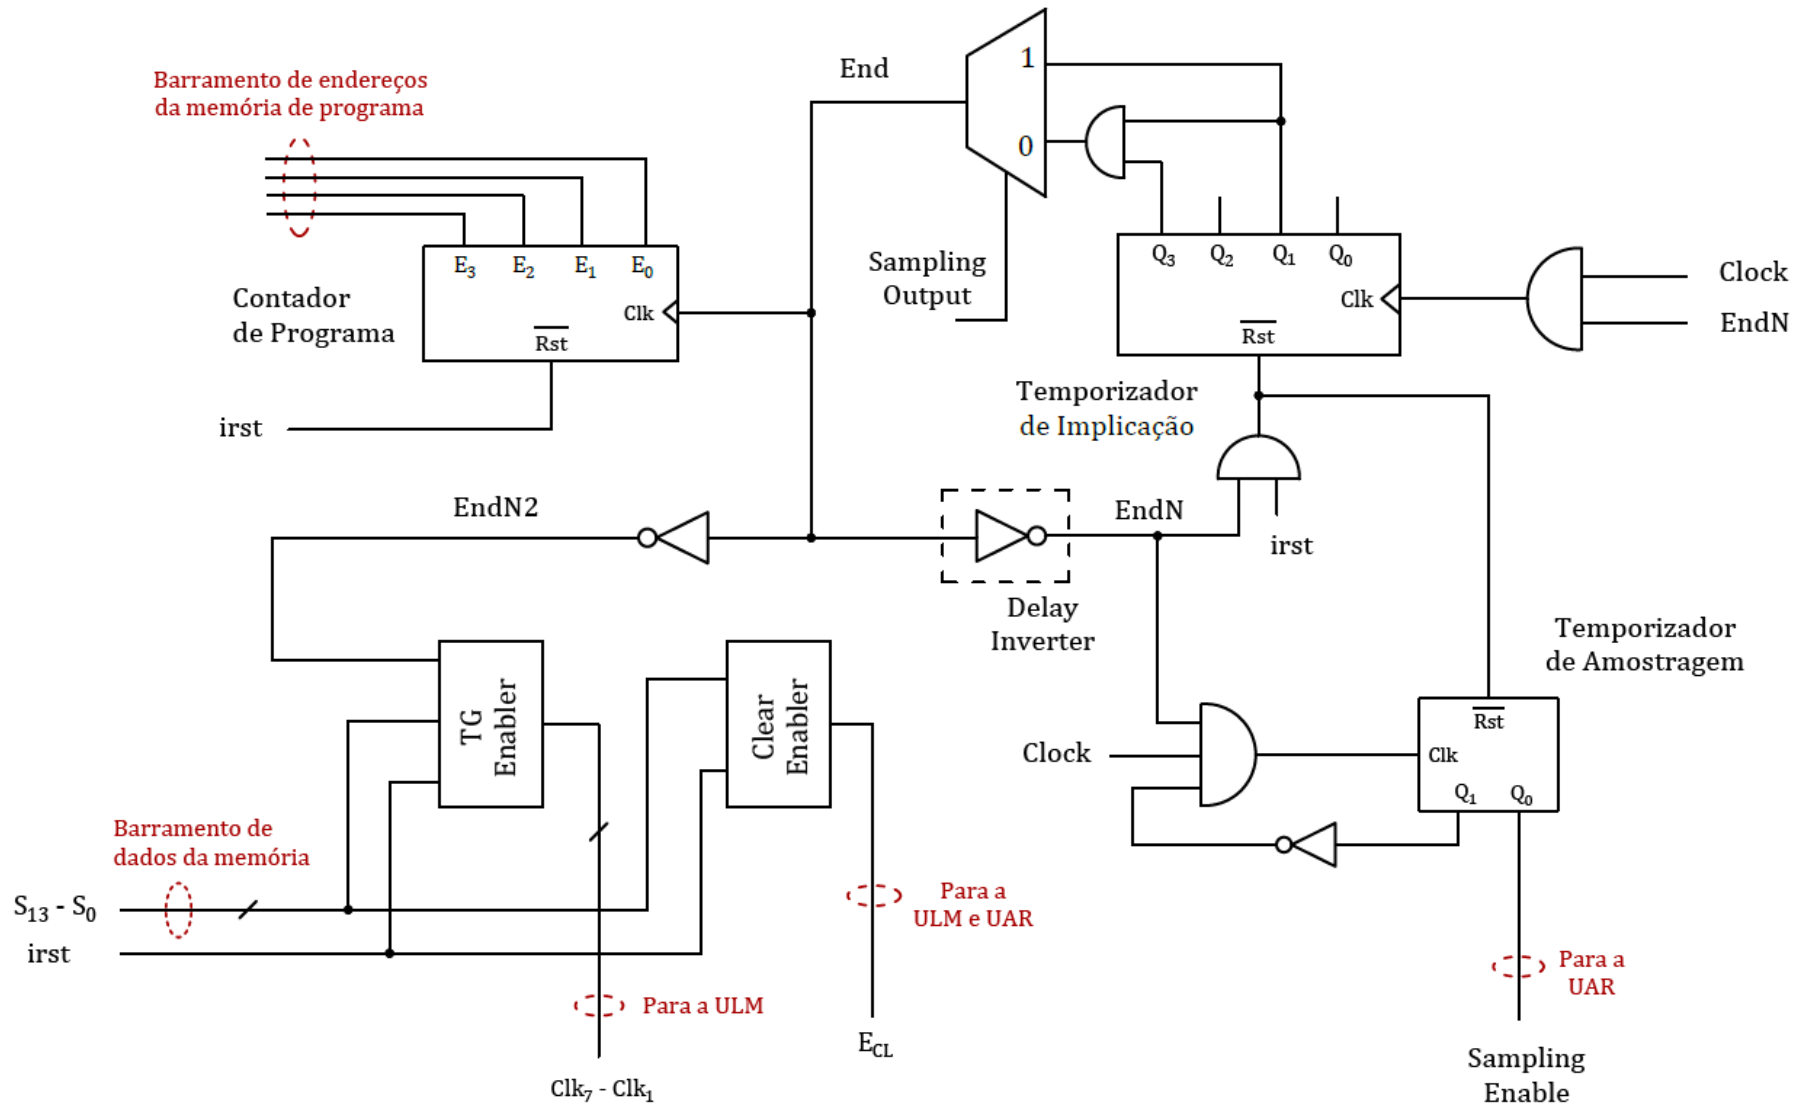 End
1
0
Barramento de endereços
da memória de programa
E3 E2 E1 E0
Clk
Rst
Contador
de Programa
irst
Sampling
Output
Q3 Q2 Q1 Q0
Clk
Rst
Clock
EndN
Temporizador
de Implicação
irst
EndN2
EndN
Delay
Inverter
Temporizador
de Amostragem
TG
Enabler
Clear
Enabler
Clock
Rst
Clk
Q1 Q0
Barramento de
dados da memória
S13 - S0
irst
Para a
ULM e UAR
Para a ULM
Para a
UAR
ECL
Clk7 - Clk1
Sampling
Enable